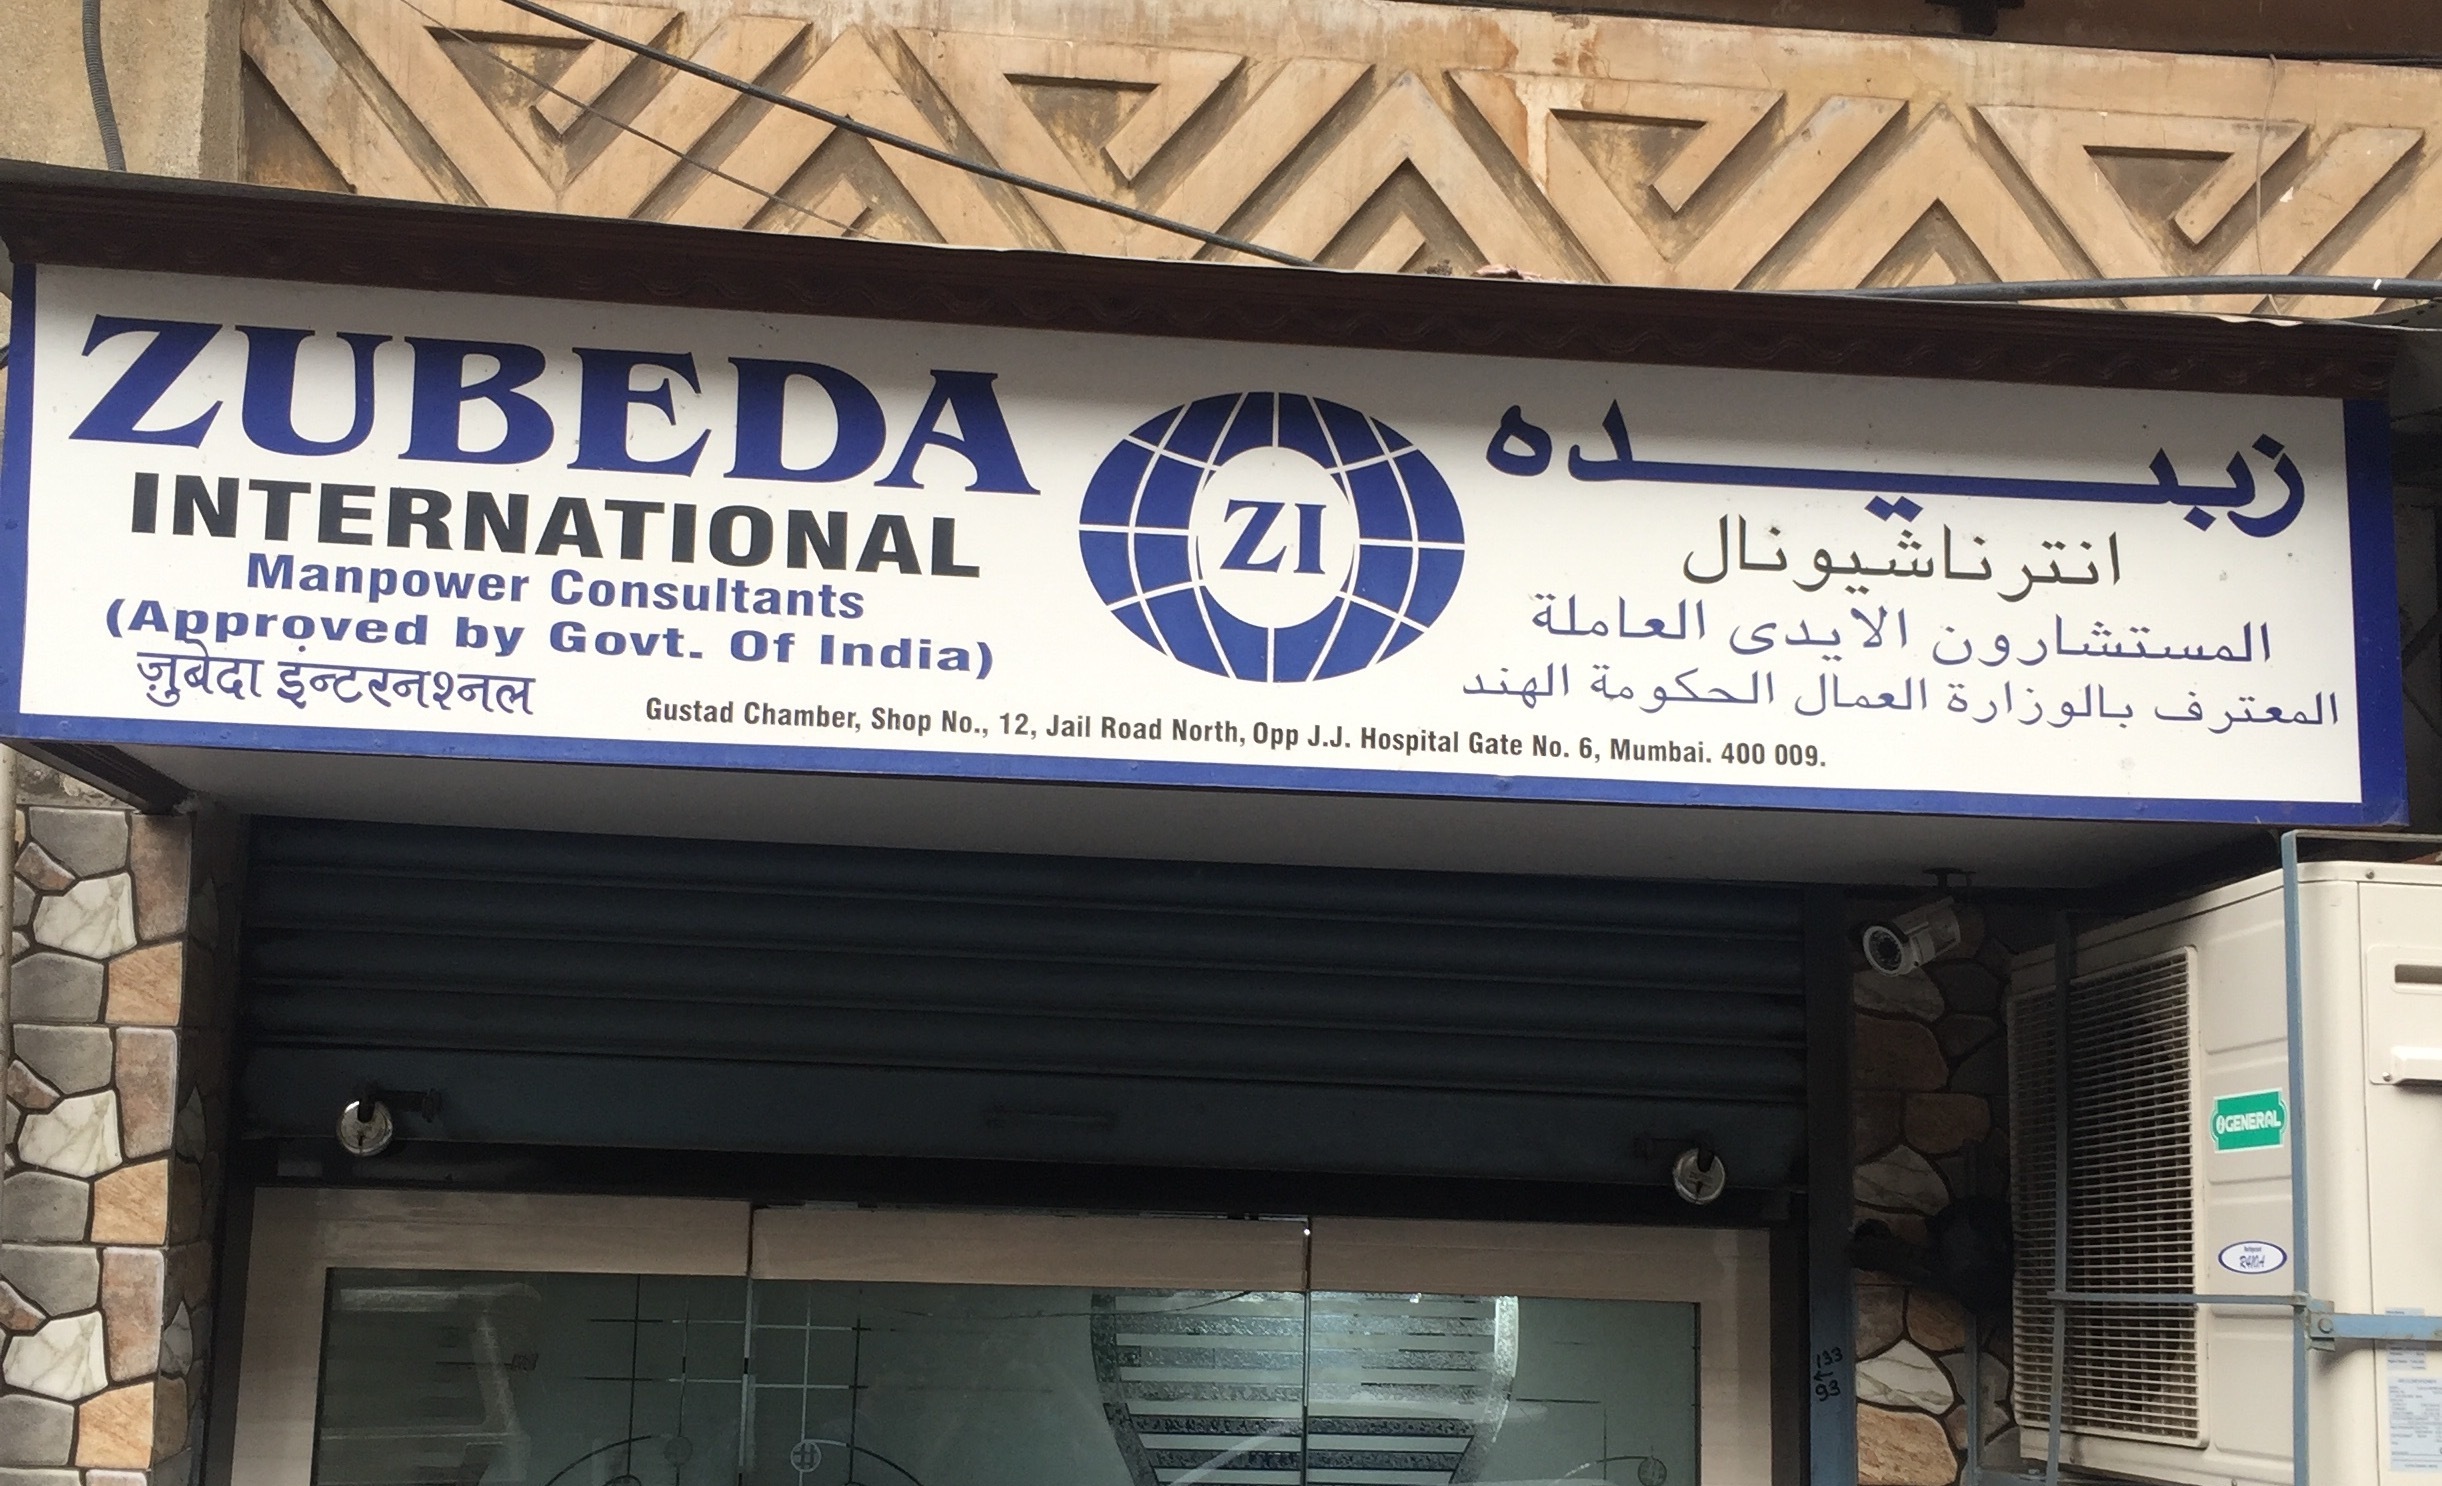 ZUBEDA
INTERNATIONAL
Manpower Consultants
(Approved by Govt. Of India)
ज़ुबेदा इंन्टरनश्नल
ZI
زبيده
انترناشيونال
المستشارون الايدى العاملة
المعترف بالوزارة العمال الحكومة الهند
Gustad Chamber, Shop No., 12, Jail Road North, Opp J.J. Hospital Gate No. 6, Mumbai. 400 009.
GENERAL
133
93